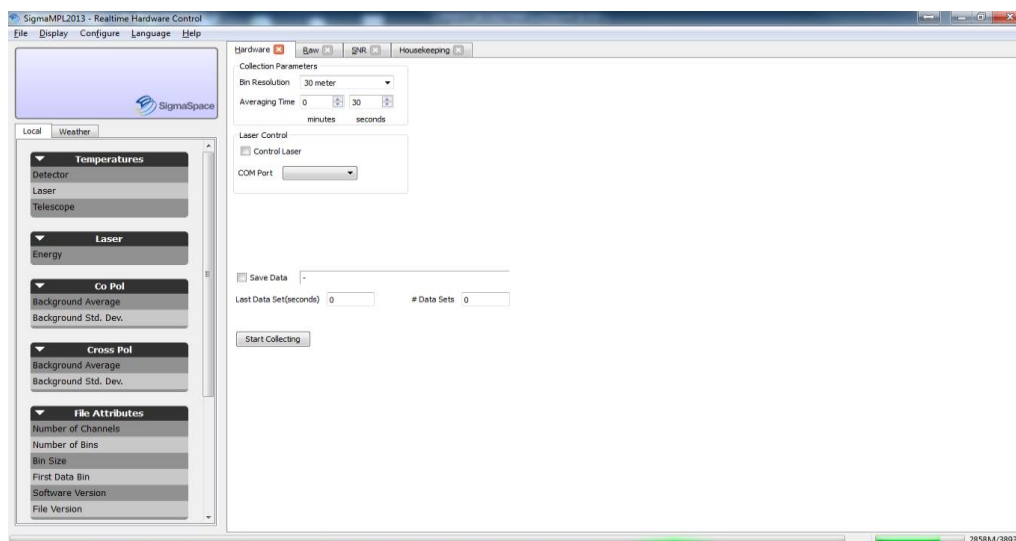 SigmaMPL2013 - Realtime Hardware Control
File Display Configure Language Help
SigmaSpace
Local Weather
Temperatures
Detector
Laser
Telescope
Laser
Energy
Co Pol
Background Average
Background Std. Dev.
Cross Pol
Background Average
Background Std. Dev.
File Attributes
Number of Channels
Number of Bins
Bin Size
First Data Bin
Software Version
File Version
Hardware Raw SNR Housekeeping
Collection Parameters
Bin Resolution 30 meter
Averaging Time 0 30
minutes seconds
Laser Control
Control Laser
COM Port
Save Data -
Last Data Set(seconds) 0 # Data Sets 0
Start Collecting
2858M/3893